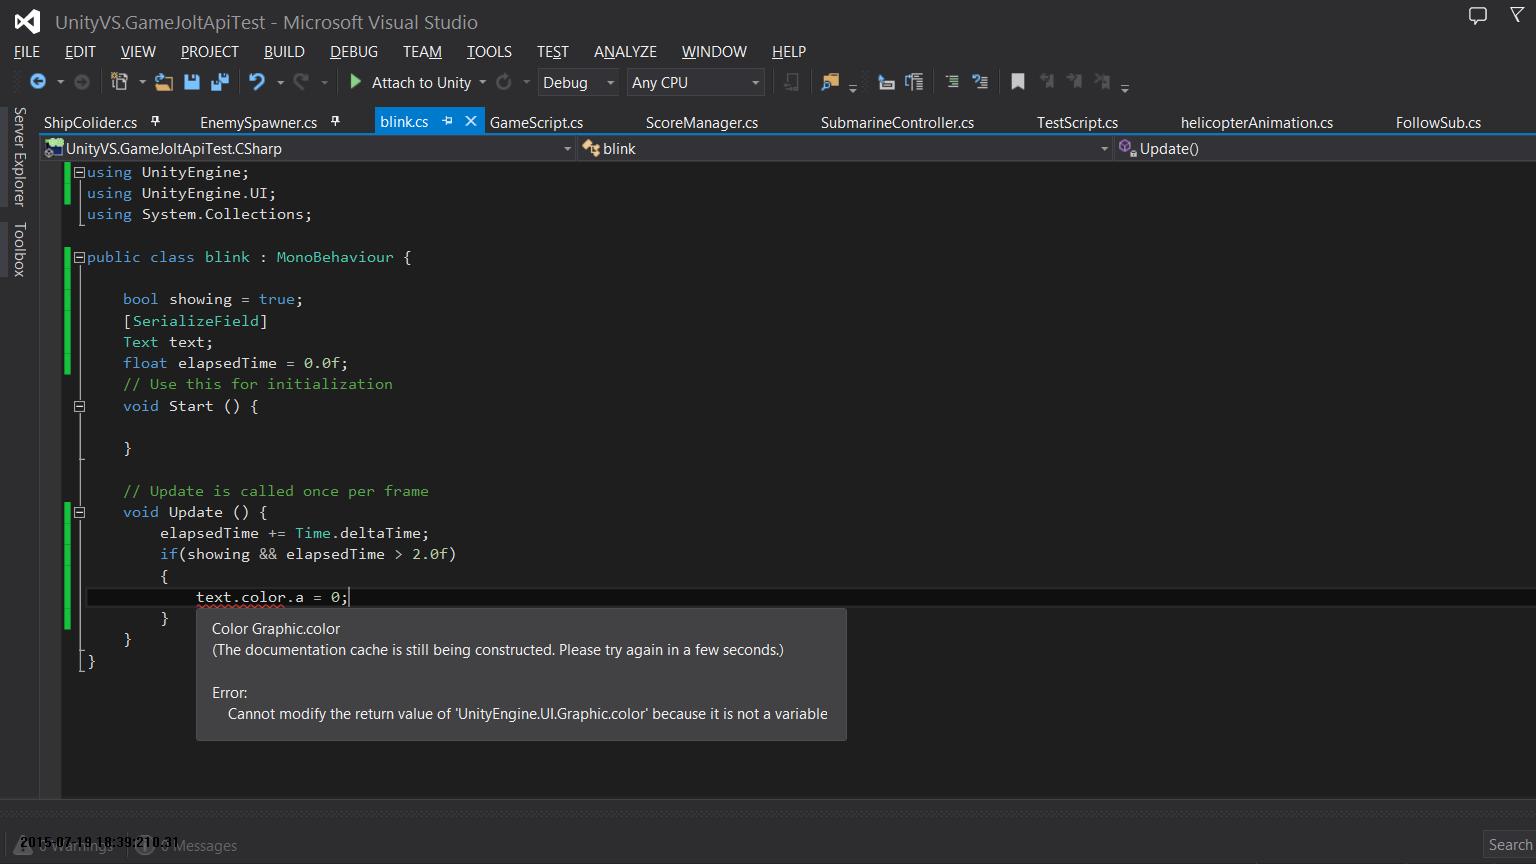 UnityVS.GameJoltApiTest - Microsoft Visual Studio
FILE EDIT VIEW PROJECT BUILD DEBUG TEAM TOOLS TEST ANALYZE WINDOW HELP
Attach to Unity Debug Any CPU
Server Explorer
Toolbox
ShipColider.cs EnemySpawner.cs blink.cs GameScript.cs ScoreManager.cs SubmarineController.cs TestScript.cs helicopterAnimation.cs FollowSub.cs
UnityVS.GameJoltApiTest.CSharp blink Update()
using UnityEngine;
using UnityEngine.UI;
using System.Collections;
public class blink : MonoBehaviour {
bool showing = true;
[SerializeField]
Text text;
float elapsedTime = 0.0f;
// Use this for initialization
void Start () {
}
// Update is called once per frame
void Update () {
elapsedTime += Time.deltaTime;
if(showing && elapsedTime > 2.0f)
{
text.color.a = 0;
}
}
}
Color Graphic.color
(The documentation cache is still being constructed. Please try again in a few seconds.)
Error:
Cannot modify the return value of 'UnityEngine.UI.Graphic.color' because it is not a variable
0 Warnings 0 Messages
Search